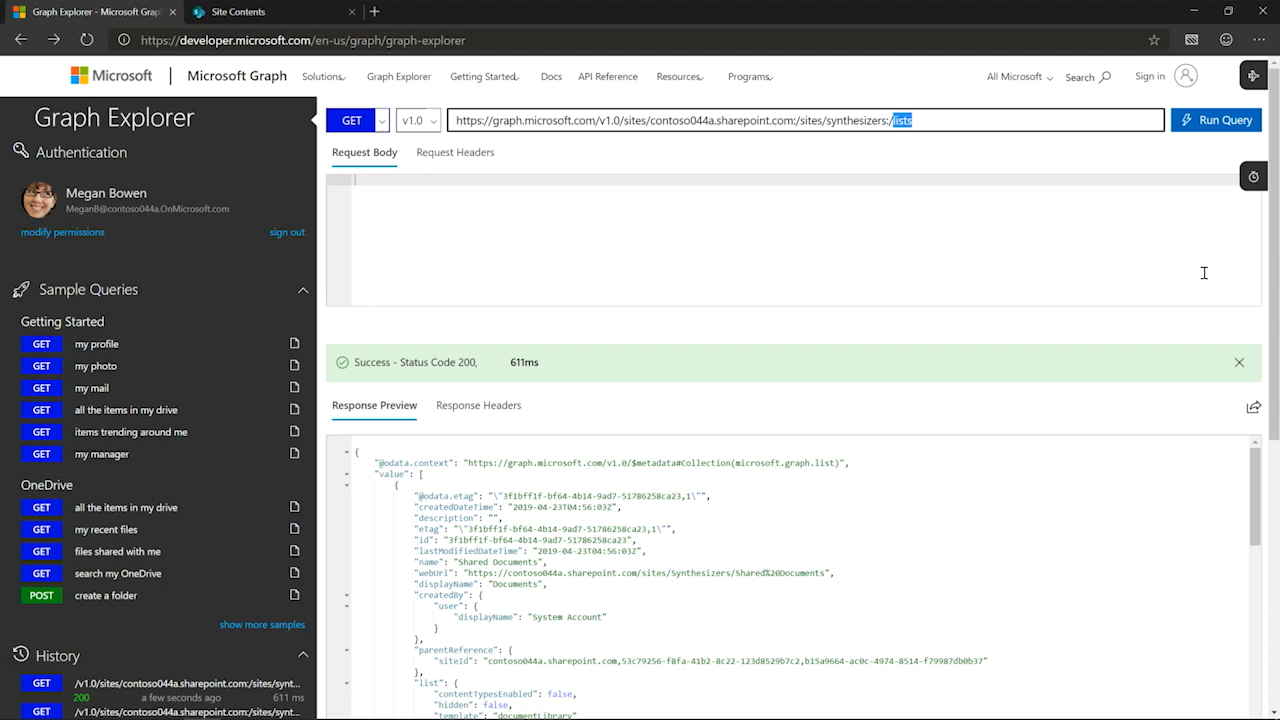 Graph Explorer - Microsoft Grap
Site Contents
https://developer.microsoft.com/en-us/graph/graph-explorer
Microsoft
Microsoft Graph
Solutions
Graph Explorer
Getting Started
Docs
API Reference
Resources
Programs
All Microsoft
Search
Sign in
Graph Explorer
Authentication
Megan Bowen
MeganB@contoso044a.OnMicrosoft.com
modify permissions
sign out
Sample Queries
Getting Started
GET my profile
GET my photo
GET my mail
GET all the items in my drive
GET items trending around me
GET my manager
OneDrive
GET all the items in my drive
GET my recent files
GET files shared with me
GET search my OneDrive
POST create a folder
show more samples
History
GET /v1.0/sites/contoso044a.sharepoint.com:/sites/synt...
200 a few seconds ago 611 ms
GET /v1.0/sites/contoso044a.sharepoint.com:/sites/synt...
GET
v1.0
https://graph.microsoft.com/v1.0/sites/contoso044a.sharepoint.com:/sites/synthesizers:/lists
Run Query
Request Body
Request Headers
Success - Status Code 200, 611ms
Response Preview
Response Headers
{
"@odata.context": "https://graph.microsoft.com/v1.0/$metadata#Collection(microsoft.graph.list)",
"value": [
{
"@odata.etag": "\"3f1bff1f-bf64-4b14-9ad7-51786258ca23,1\"",
"createdDateTime": "2019-04-23T04:56:03Z",
"description": "",
"eTag": "\"3f1bff1f-bf64-4b14-9ad7-51786258ca23,1\"",
"id": "3f1bff1f-bf64-4b14-9ad7-51786258ca23",
"lastModifiedDateTime": "2019-04-23T04:56:03Z",
"name": "Shared Documents",
"webUrl": "https://contoso044a.sharepoint.com/sites/Synthesizers/Shared%20Documents",
"displayName": "Documents",
"createdBy": {
"user": {
"displayName": "System Account"
}
},
"parentReference": {
"siteId": "contoso044a.sharepoint.com,53c79256-f8fa-41b2-8c22-123d8529b7c2,b15a9664-ac0c-4974-8514-f79987db0b37"
},
"list": {
"contentTypesEnabled": false,
"hidden": false,
"template": "documentLibrary"